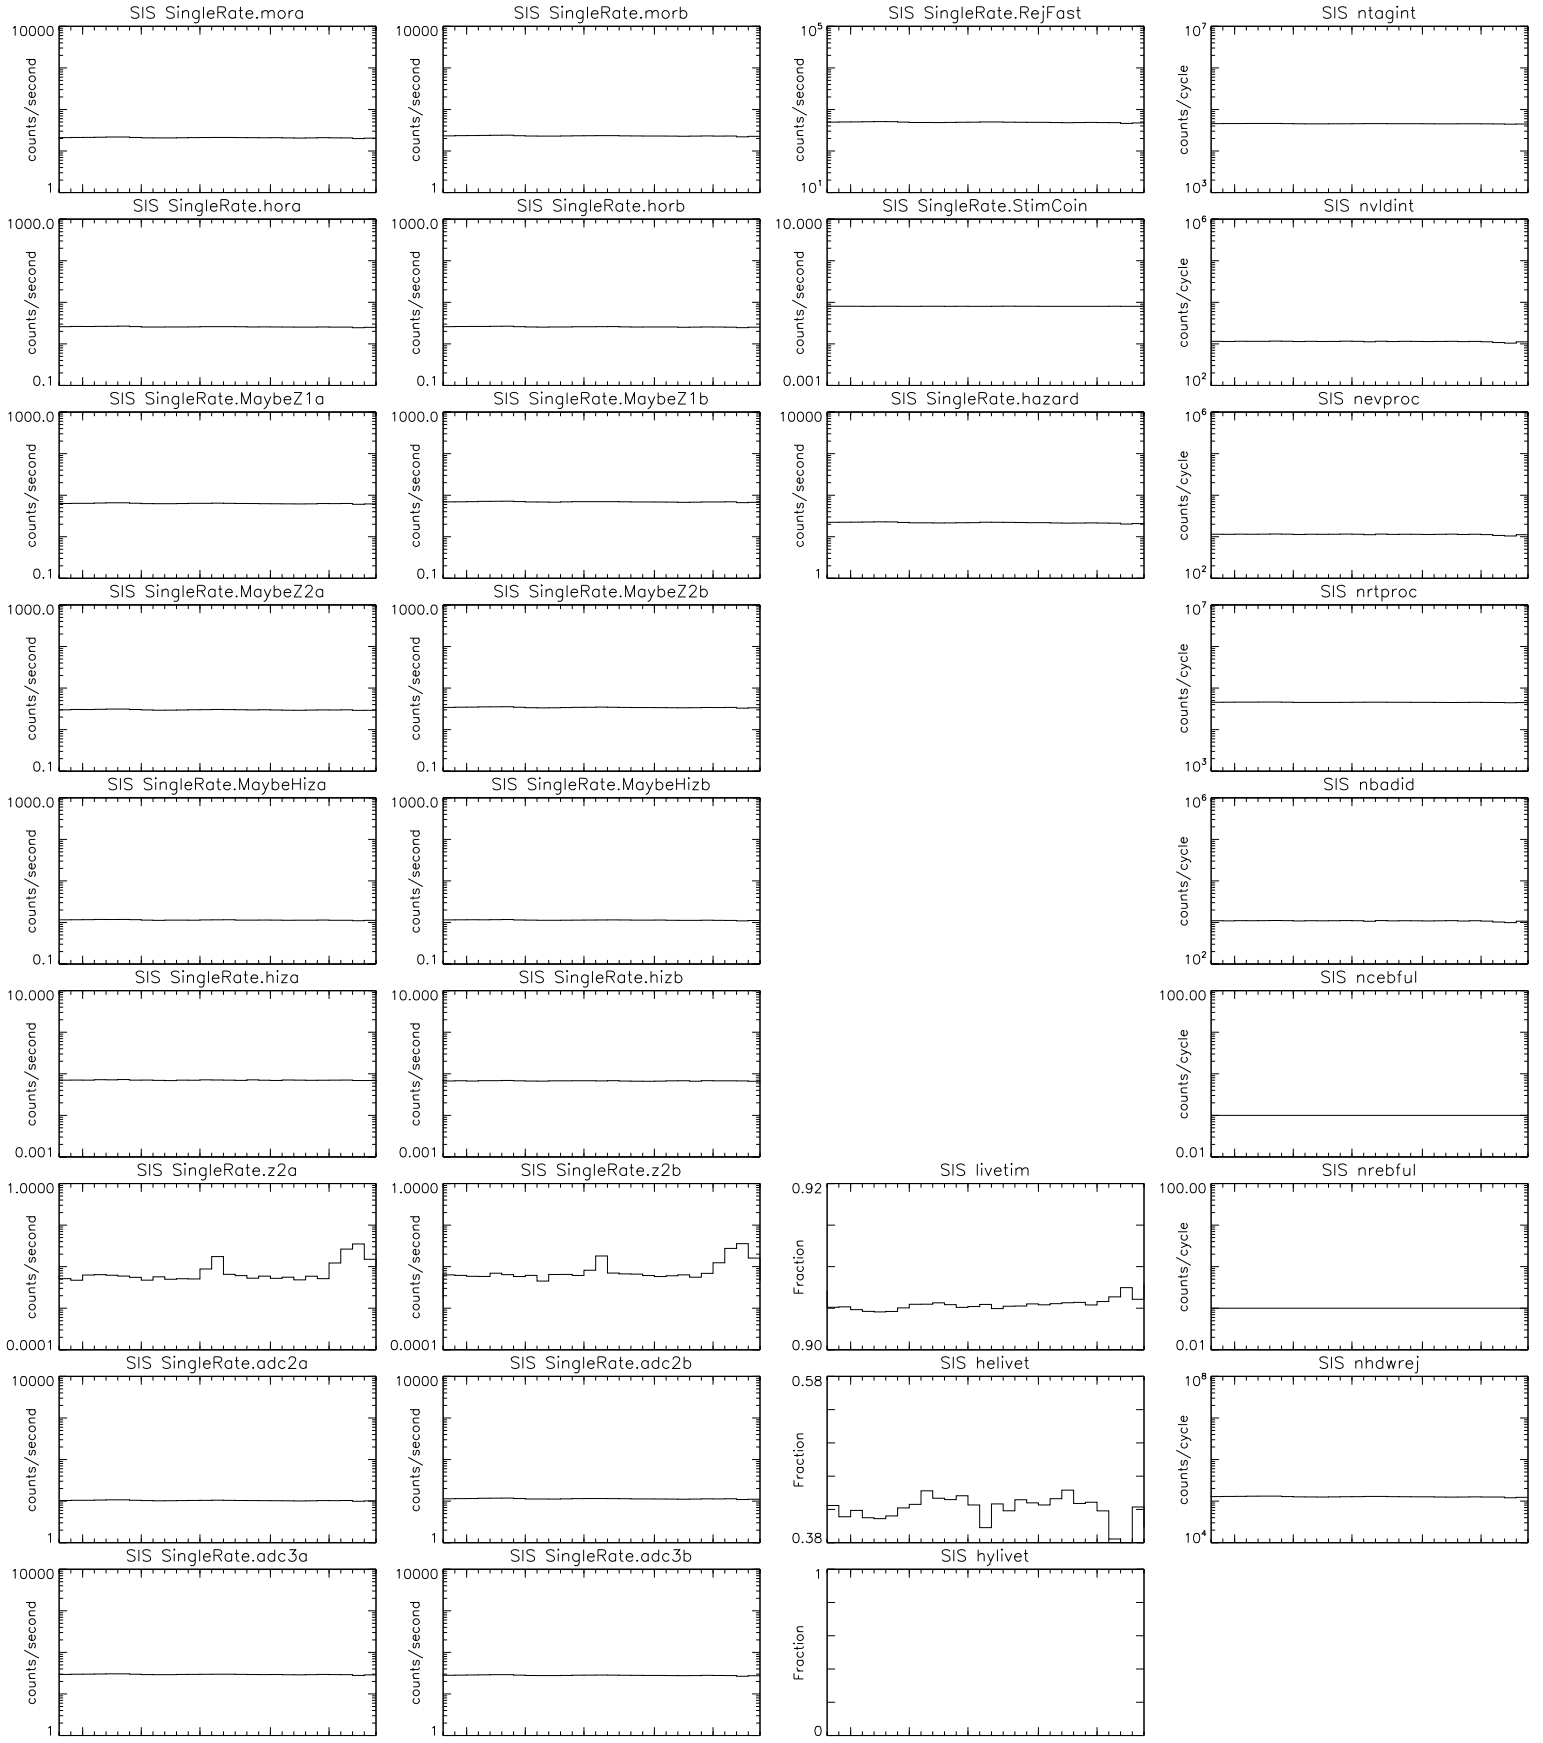 SIS SingleRate.mora
10000
counts/second
1
SIS SingleRate.morb
10000
counts/second
1
SIS SingleRate.RejFast
10⁵
counts/second
10¹
SIS ntagint
10⁷
counts/cycle
10³
SIS SingleRate.hora
1000.0
counts/second
0.1
SIS SingleRate.horb
1000.0
counts/second
0.1
SIS SingleRate.StimCoin
10.000
counts/second
0.001
SIS nvldint
10⁶
counts/cycle
10²
SIS SingleRate.MaybeZ1a
1000.0
counts/second
0.1
SIS SingleRate.MaybeZ1b
1000.0
counts/second
0.1
SIS SingleRate.hazard
10000
counts/second
1
SIS nevproc
10⁶
counts/cycle
10²
SIS SingleRate.MaybeZ2a
1000.0
counts/second
0.1
SIS SingleRate.MaybeZ2b
1000.0
counts/second
0.1
SIS nrtproc
10⁷
counts/cycle
10³
SIS SingleRate.MaybeHiza
1000.0
counts/second
0.1
SIS SingleRate.MaybeHizb
1000.0
counts/second
0.1
SIS nbadid
10⁶
counts/cycle
10²
SIS SingleRate.hiza
10.000
counts/second
0.001
SIS SingleRate.hizb
10.000
counts/second
0.001
SIS ncebful
100.00
counts/cycle
0.01
SIS SingleRate.z2a
1.0000
counts/second
0.0001
SIS SingleRate.z2b
1.0000
counts/second
0.0001
SIS livetim
0.92
Fraction
0.90
SIS nrebful
100.00
counts/cycle
0.01
SIS SingleRate.adc2a
10000
counts/second
1
SIS SingleRate.adc2b
10000
counts/second
1
SIS helivet
0.58
Fraction
0.38
SIS nhdwrej
10⁸
counts/cycle
10⁴
SIS SingleRate.adc3a
10000
counts/second
1
SIS SingleRate.adc3b
10000
counts/second
1
SIS hylivet
1
Fraction
0